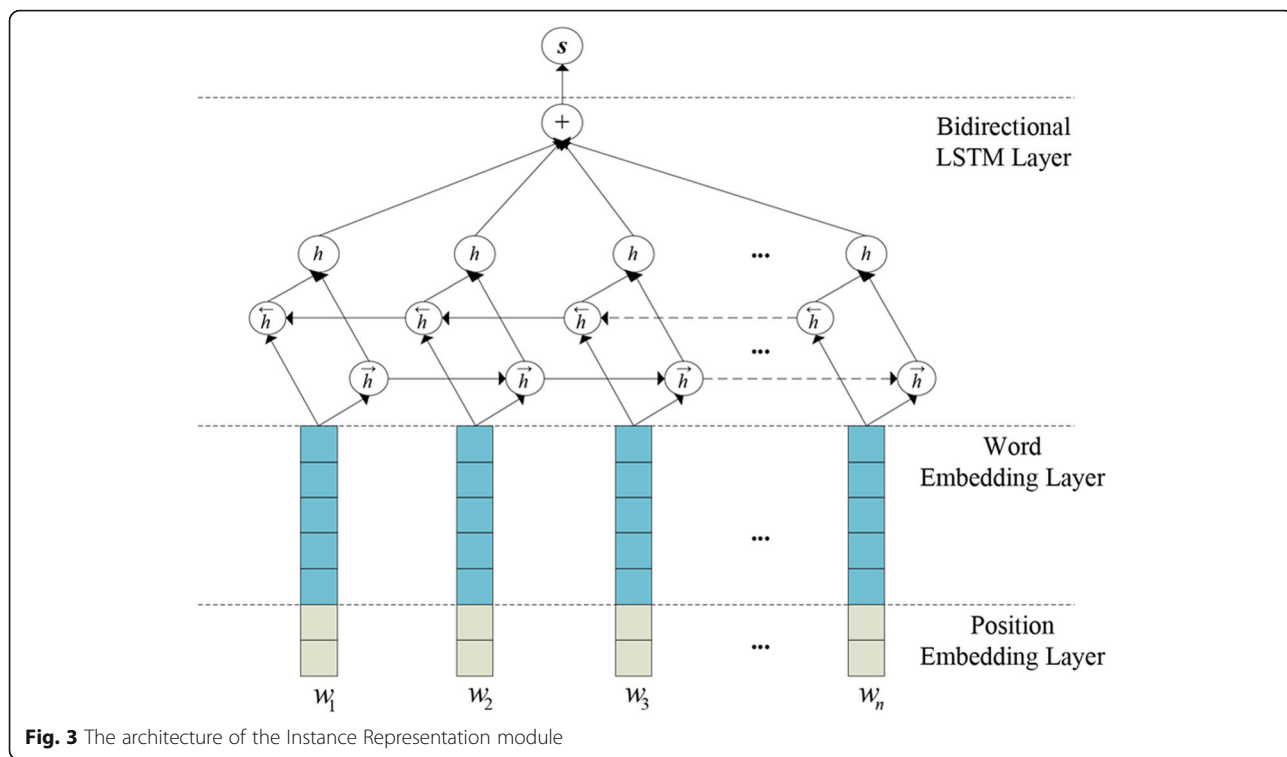 s
+
Bidirectional
LSTM Layer
h h h ... h
←h ←h ←h ←h
...
→h →h →h →h
Word
Embedding Layer
...
Position
Embedding Layer
...
w₁ w₂ w₃ wₙ
Fig. 3 The architecture of the Instance Representation module